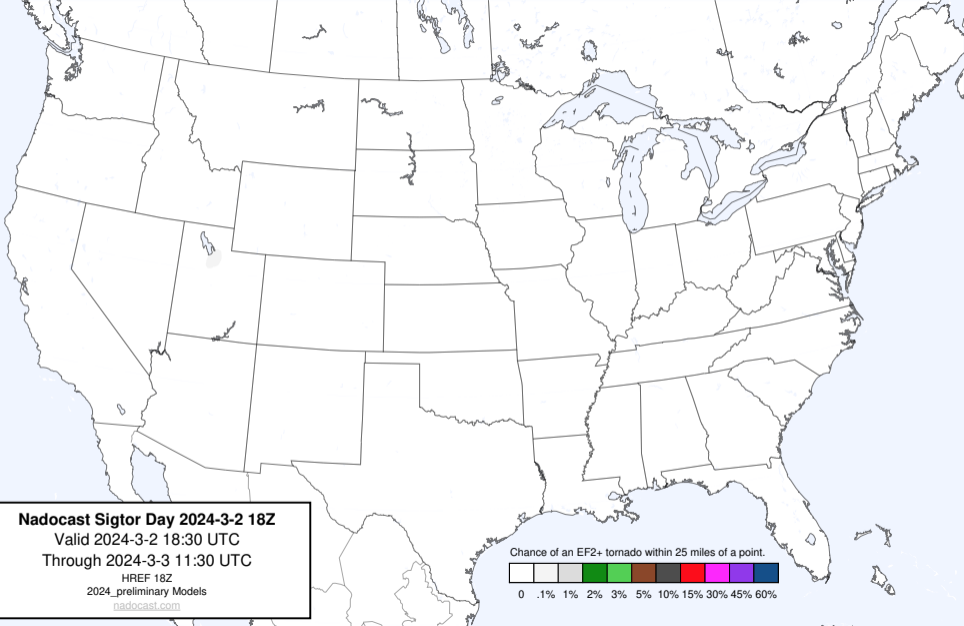 Nadocast Sigtor Day 2024-3-2 18Z
Valid 2024-3-2 18:30 UTC
Through 2024-3-3 11:30 UTC
HREF 18Z
2024_preliminary Models
nadocast.com
Chance of an EF2+ tornado within 25 miles of a point.
0 .1% 1% 2% 3% 5% 10% 15% 30% 45% 60%